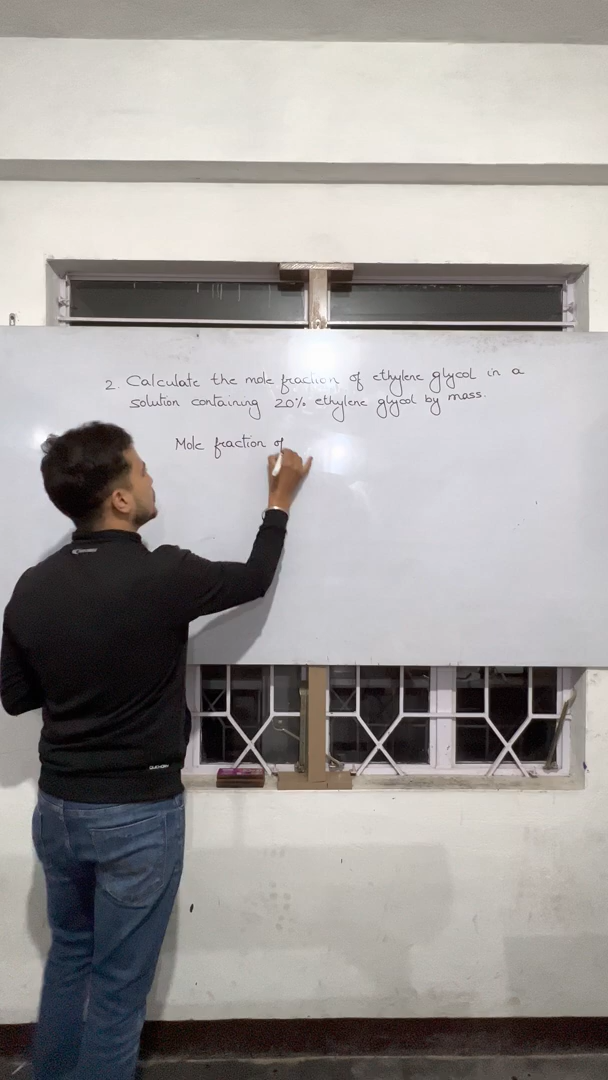 2. Calculate the mole fraction of ethylene glycol in a
solution containing 20% ethylene glycol by mass.
Mole fraction of